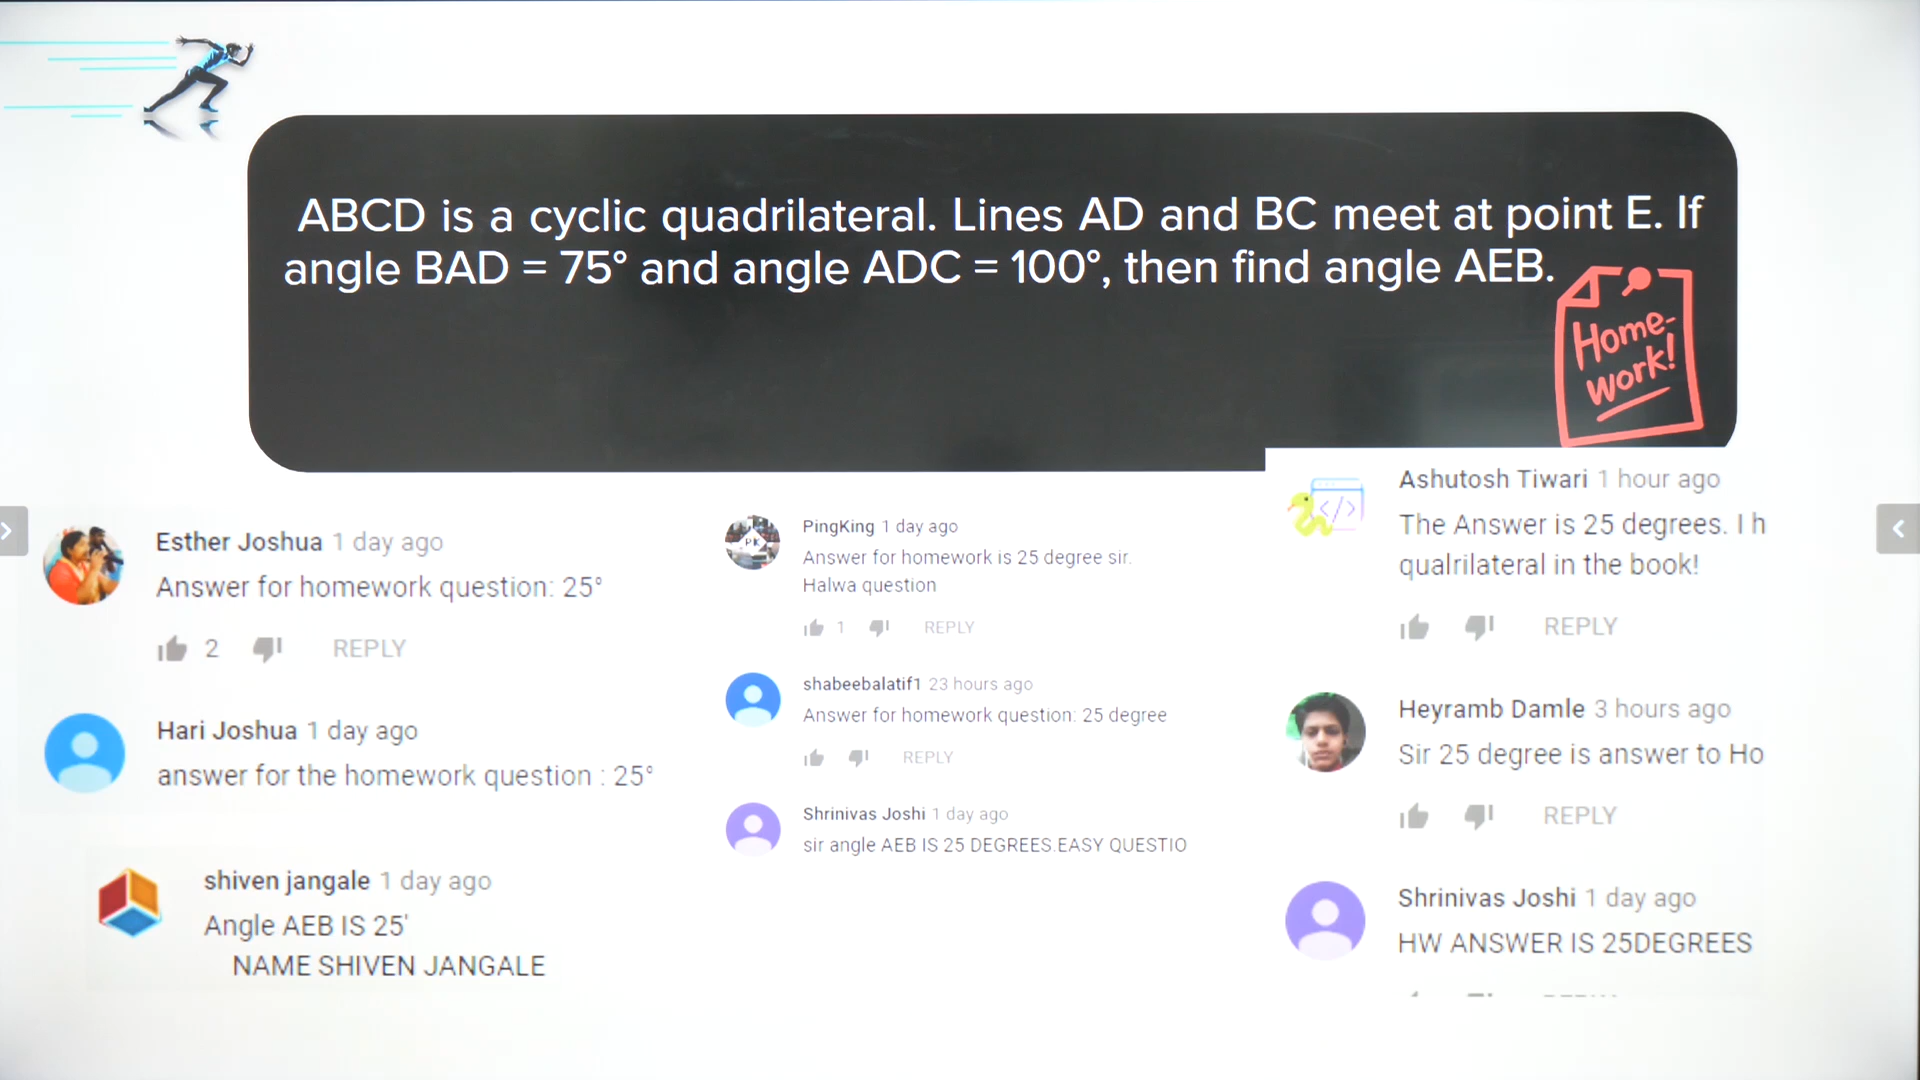 ABCD is a cyclic quadrilateral. Lines AD and BC meet at point E. If
angle BAD = 75° and angle ADC = 100°, then find angle AEB.
Home-
work!
Esther Joshua 1 day ago
Answer for homework question: 25°
2 REPLY
Hari Joshua 1 day ago
answer for the homework question : 25°
shiven jangale 1 day ago
Angle AEB IS 25'
NAME SHIVEN JANGALE
PK
PingKing 1 day ago
Answer for homework is 25 degree sir.
Halwa question
1 REPLY
shabeebalatif1 23 hours ago
Answer for homework question: 25 degree
REPLY
Shrinivas Joshi 1 day ago
sir angle AEB IS 25 DEGREES.EASY QUESTIO
</>
Ashutosh Tiwari 1 hour ago
The Answer is 25 degrees. I h
qualrilateral in the book!
REPLY
Heyramb Damle 3 hours ago
Sir 25 degree is answer to Ho
REPLY
Shrinivas Joshi 1 day ago
HW ANSWER IS 25DEGREES